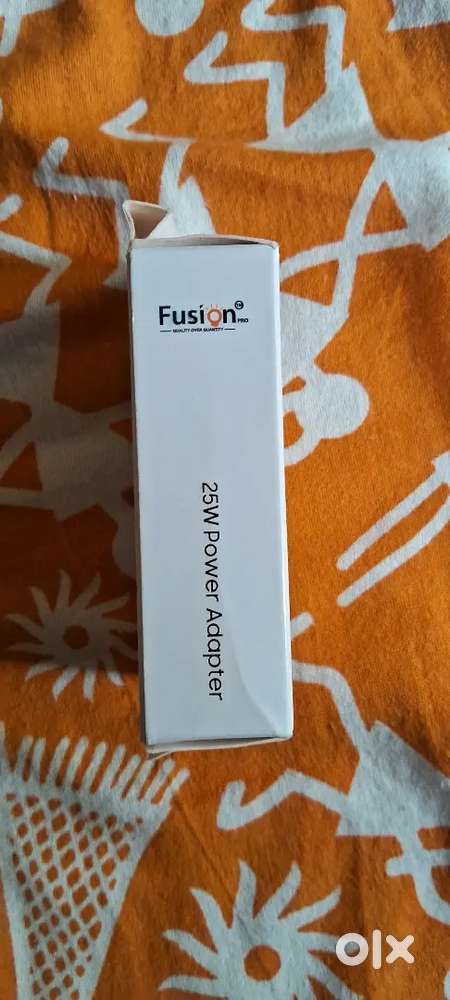 Fusion PRO
QUALITY OVER QUANTITY
25W Power Adapter
olx